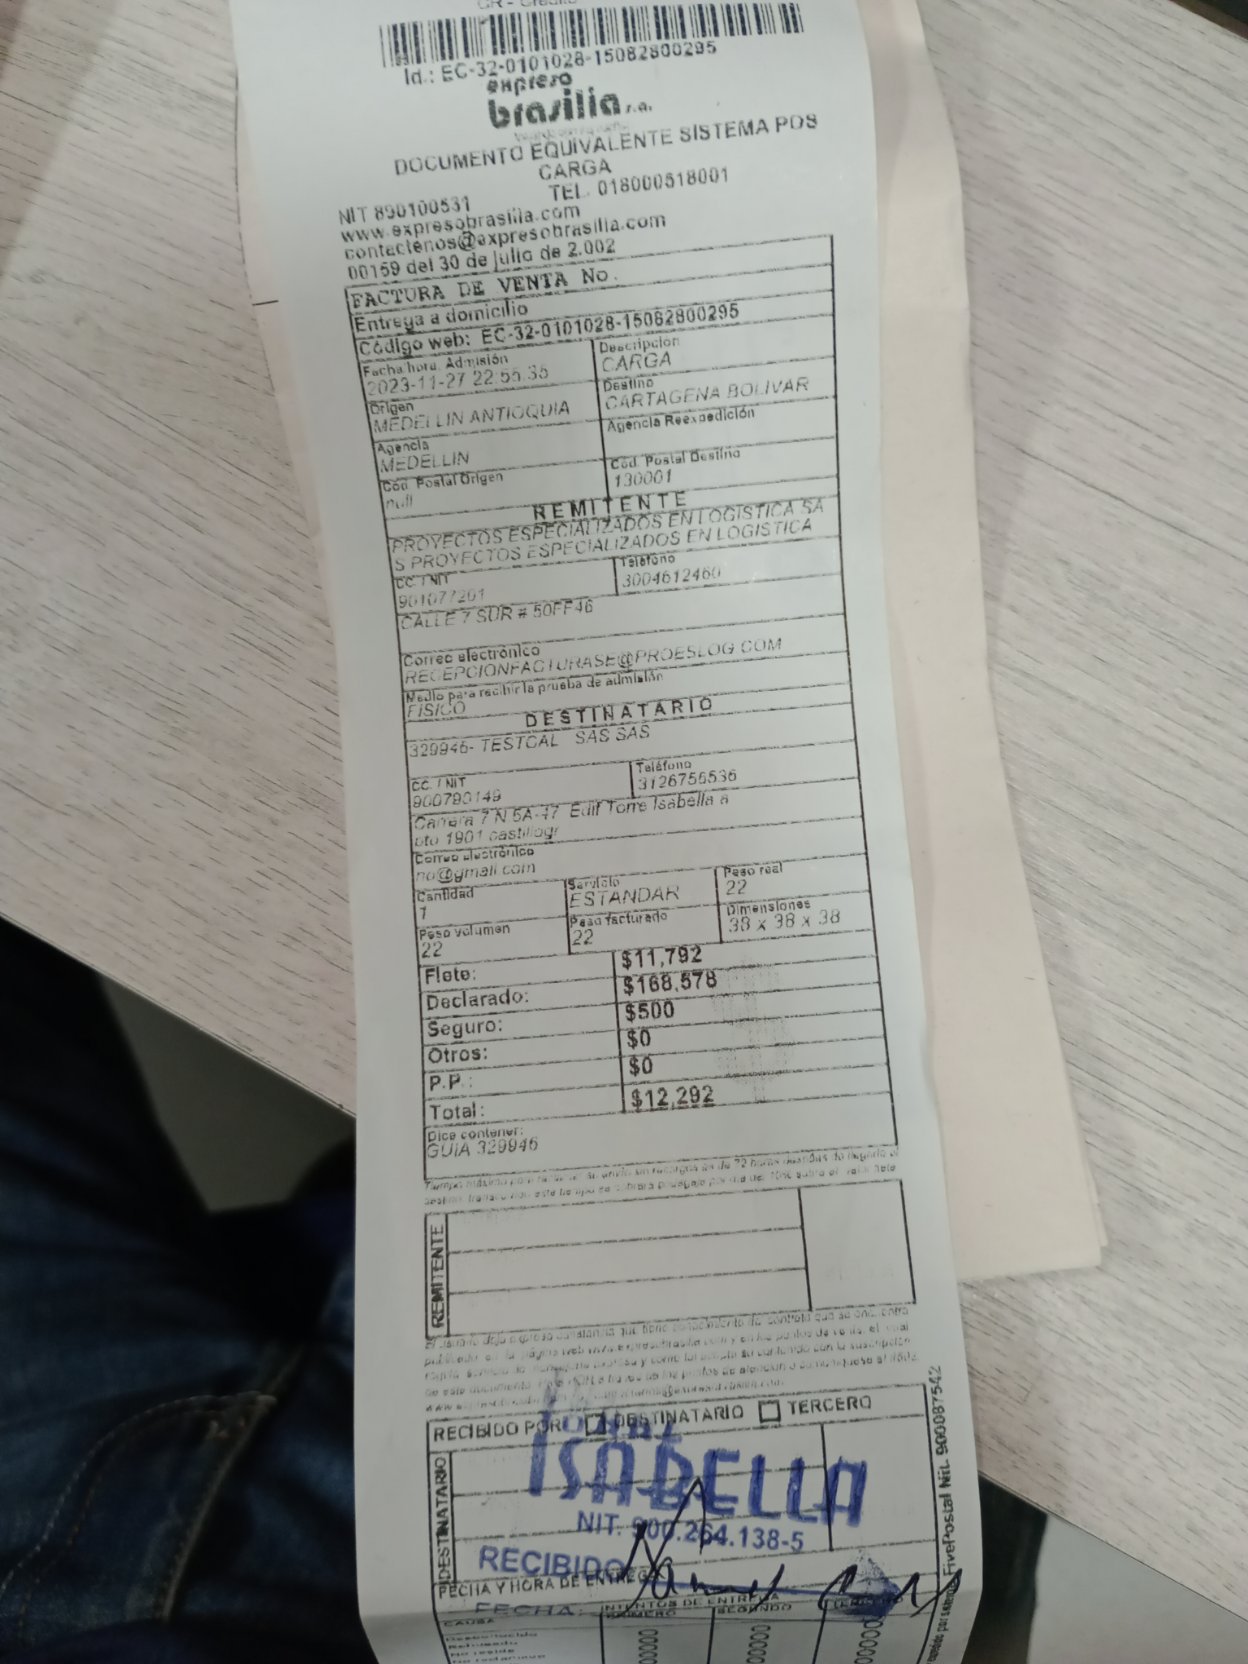 CR - Crédito
Id.: EC-32-0101028-15082800295
expreso
brasilia s.a.
DOCUMENTO EQUIVALENTE SISTEMA POS
CARGA
NIT 890100531 TEL. 018000518001
www.expresobrasilia.com
contactenos@expresobrasilia.com
00159 del 30 de julio de 2.002
FACTURA DE VENTA No.
Entrega a domicilio
Código web: EC-32-0101028-15082800295
Fecha hora. Admisión Descripción
2023-11-27 22:55:35 CARGA
Origen Destino
MEDELLIN ANTIOQUIA CARTAGENA BOLIVAR
Agencia Agencia Reexpedición
MEDELLIN
Cód. Postal Origen Cód. Postal Destino
null 130001
REMITENTE
PROYECTOS ESPECIALIZADOS EN LOGISTICA SA
S PROYECTOS ESPECIALIZADOS EN LOGISTICA
CC. / NIT Teléfono
901077201 3004612460
CALLE 7 SUR # 50FF46
Correo electrónico
RECEPCIONFACTURASE@PROESLOG.COM
Medio para recibir la prueba de admisión
FISICO
DESTINATARIO
329946- TESTCAL SAS SAS
CC. / NIT Teléfono
900790149 3126756536
Carrera 7 N 5A-47 Edif Torre Isabella a
pto 1901 castillogr
Correo electrónico
no@gmail.com
Cantidad Servicio Peso real
1 ESTANDAR 22
Peso volumen Peso facturado Dimensiones
22 22 38 x 38 x 38
Flete: $11,792
Declarado: $168,578
Seguro: $500
Otros: $0
P.P.: $0
Total: $12,292
Dice contener:
GUIA 329946
REMITENTE
RECIBIDO POR: DESTINATARIO TERCERO
DESTINATARIO
ISABELLA
NIT. 900.264.138-5
RECIBIDO
FECHA Y HORA DE ENTREGA
FECHA:
INTENTOS DE ENTREGA
CAUSA PRIMERO SEGUNDO TERCERO
Desconocido
Rehusado
No reside
FivePostal Nit. 900087542